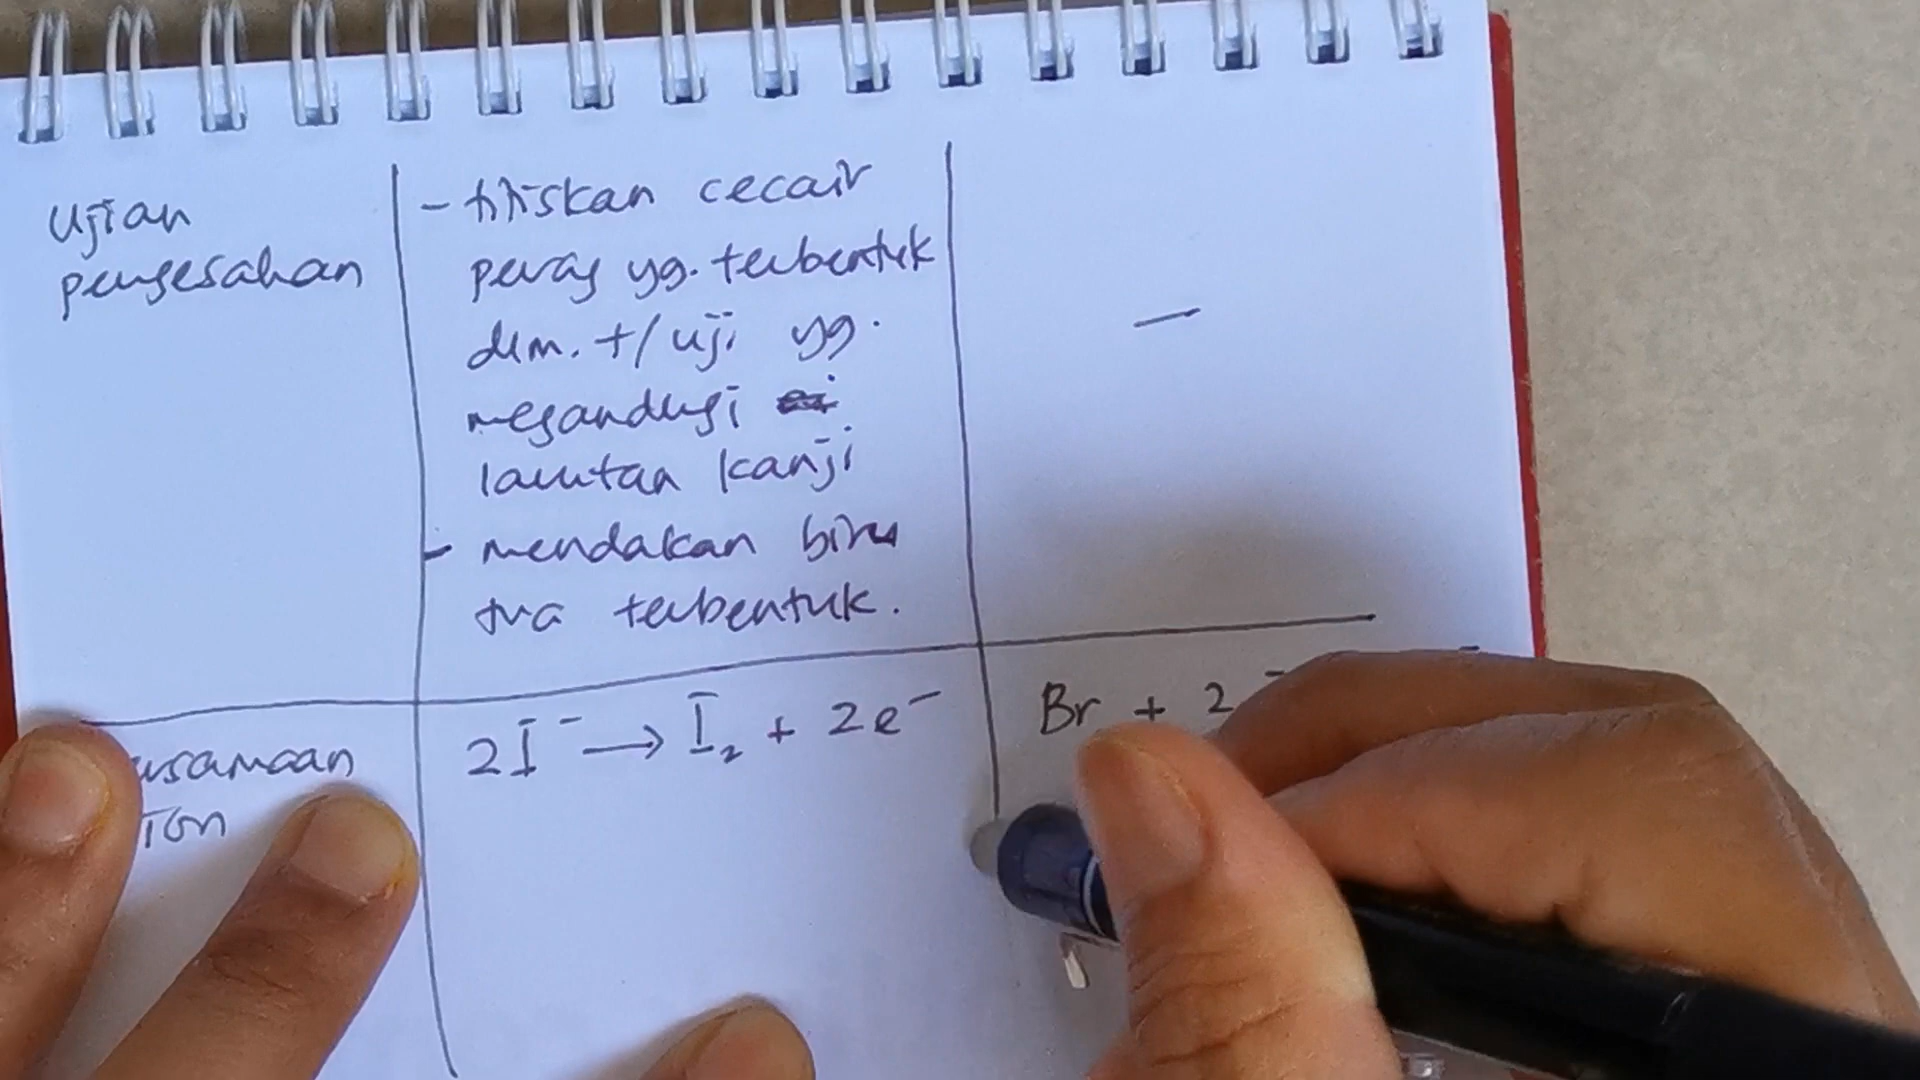 Ujian
pengesahan
- titiskan cecair
perang yg. terbentuk
dlm. t/uji yg.
megandugi
larutan kanji
- mendakan biru
tua terbentuk.
—
usamaan
ion
2I⁻ → I₂ + 2e⁻
Br + 2